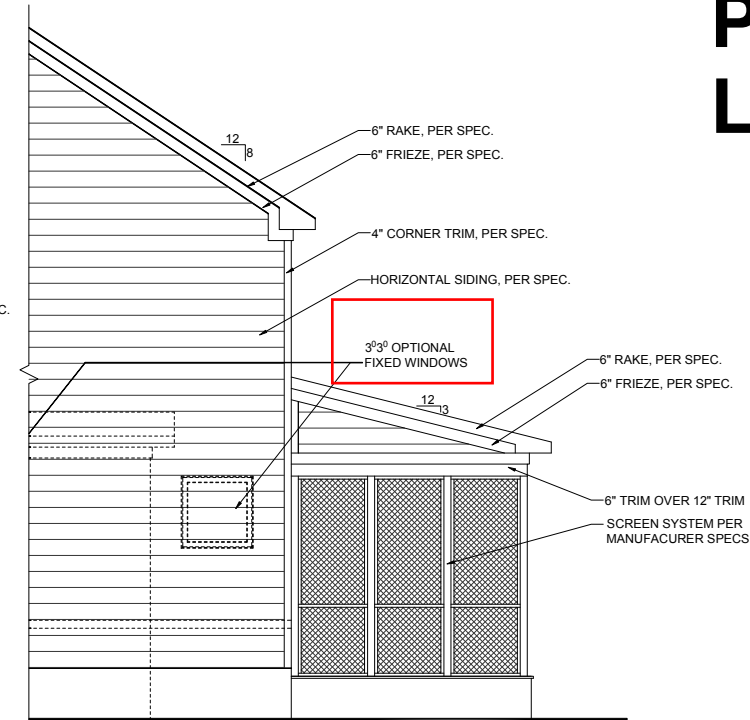 P
L
12
8
6" RAKE, PER SPEC.
6" FRIEZE, PER SPEC.
4" CORNER TRIM, PER SPEC.
HORIZONTAL SIDING, PER SPEC.
C.
3⁰3⁰ OPTIONAL
FIXED WINDOWS
6" RAKE, PER SPEC.
6" FRIEZE, PER SPEC.
12
3
6" TRIM OVER 12" TRIM
SCREEN SYSTEM PER
MANUFACURER SPECS